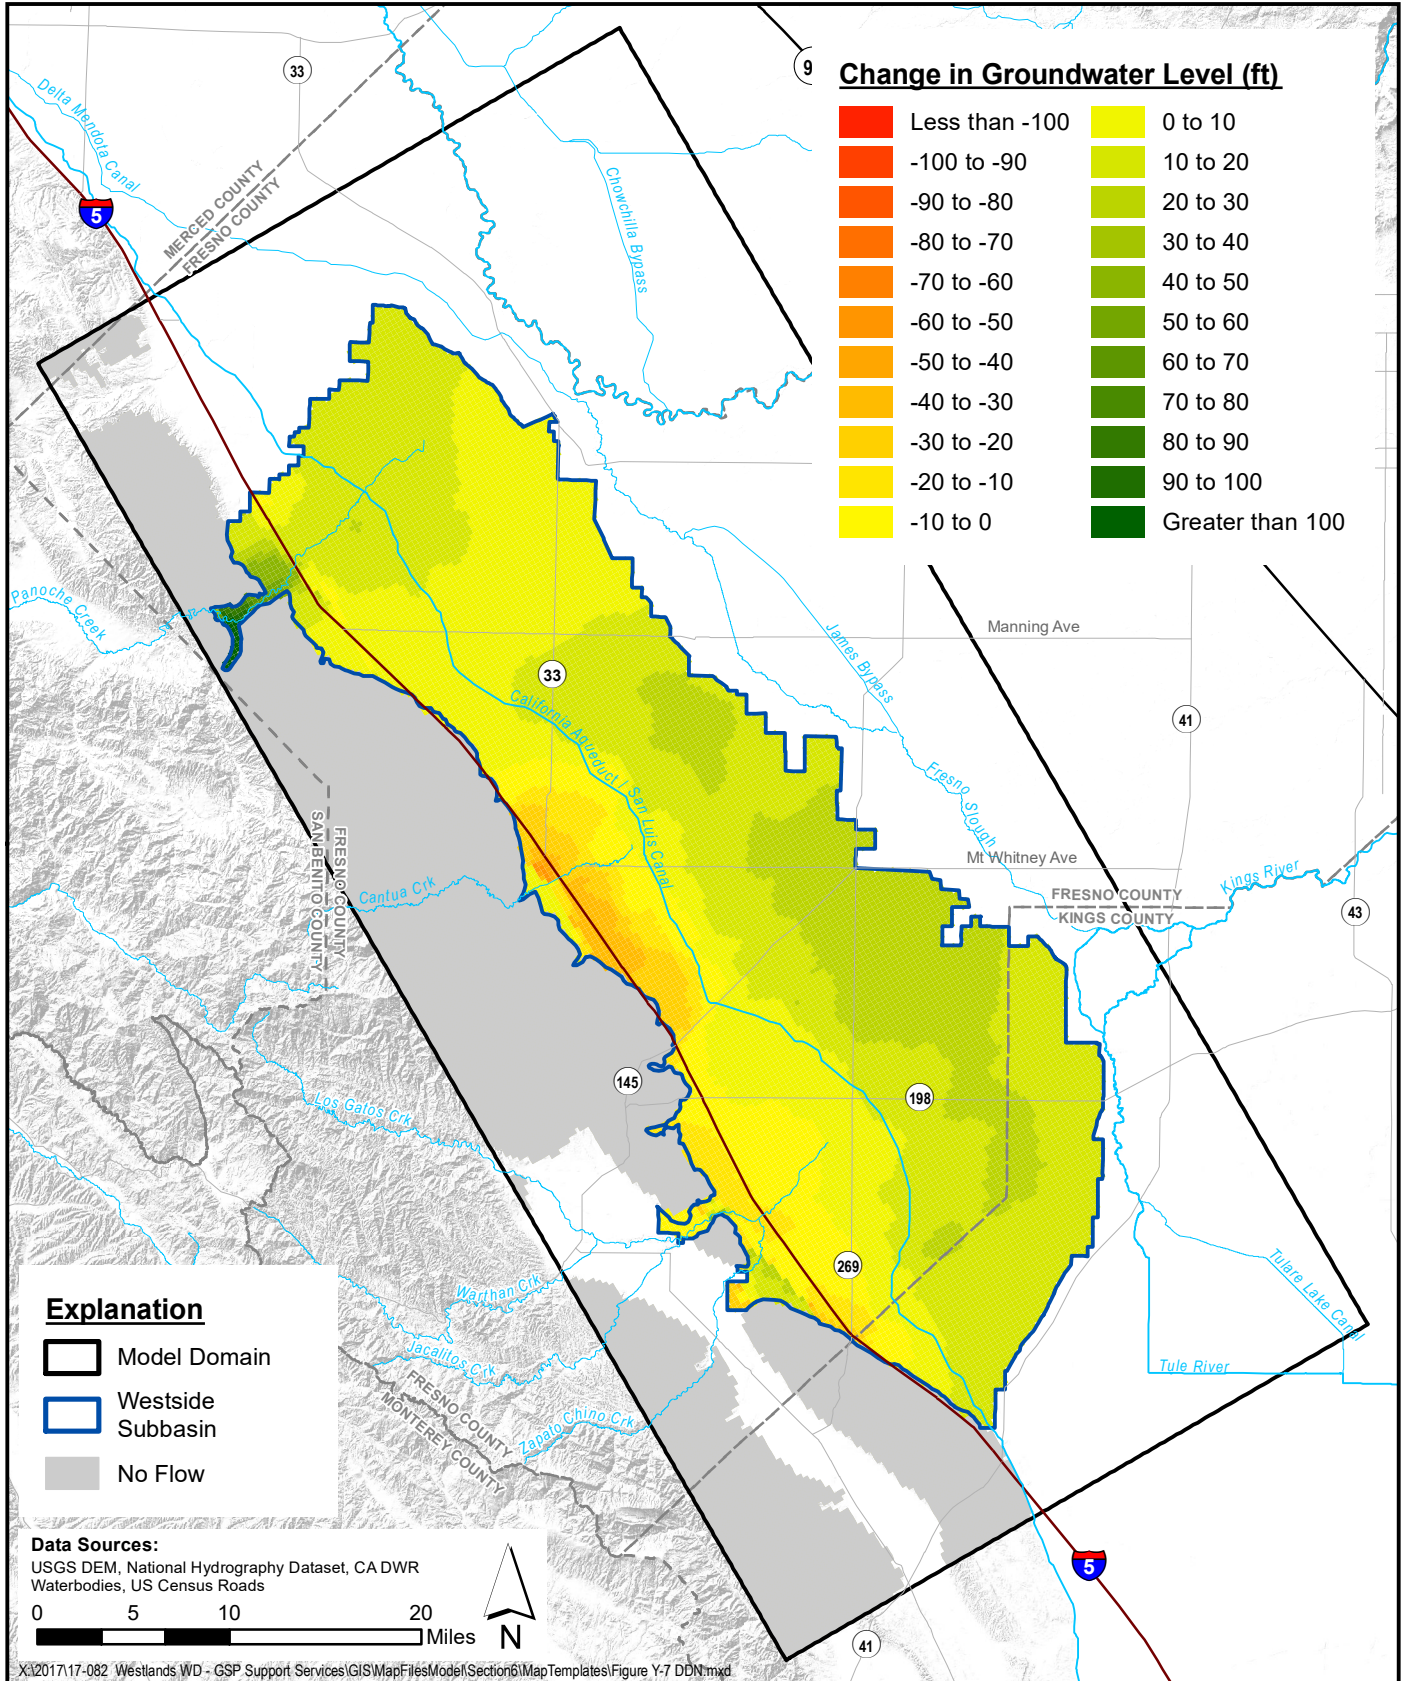 33
9
Change in Groundwater Level (ft)
Less than -100
-100 to -90
-90 to -80
-80 to -70
-70 to -60
-60 to -50
-50 to -40
-40 to -30
-30 to -20
-20 to -10
-10 to 0
0 to 10
10 to 20
20 to 30
30 to 40
40 to 50
50 to 60
60 to 70
70 to 80
80 to 90
90 to 100
Greater than 100
Delta Mendota Canal
5
MERCED COUNTY
FRESNO COUNTY
Chowchilla Bypass
Panoche Creek
Manning Ave
James Bypass
33
California Aqueduct / San Luis Canal
41
Fresno Slough
SAN BENITO COUNTY
FRESNO COUNTY
Mt Whitney Ave
Cantua Crk
FRESNO COUNTY
KINGS COUNTY
Kings River
43
145
Los Gatos Crk
198
269
Warthan Crk
Jacalitos Crk
Zapato Chino Crk
FRESNO COUNTY
MONTEREY COUNTY
Tulare Lake Canal
Tule River
5
41
Explanation
Model Domain
Westside
Subbasin
No Flow
Data Sources:
USGS DEM, National Hydrography Dataset, CA DWR
Waterbodies, US Census Roads
0 5 10 20
Miles
N
X:\2017\17-082 Westlands WD - GSP Support Services\GIS\MapFilesModel\Section6\MapTemplates\Figure Y-7 DDN.mxd